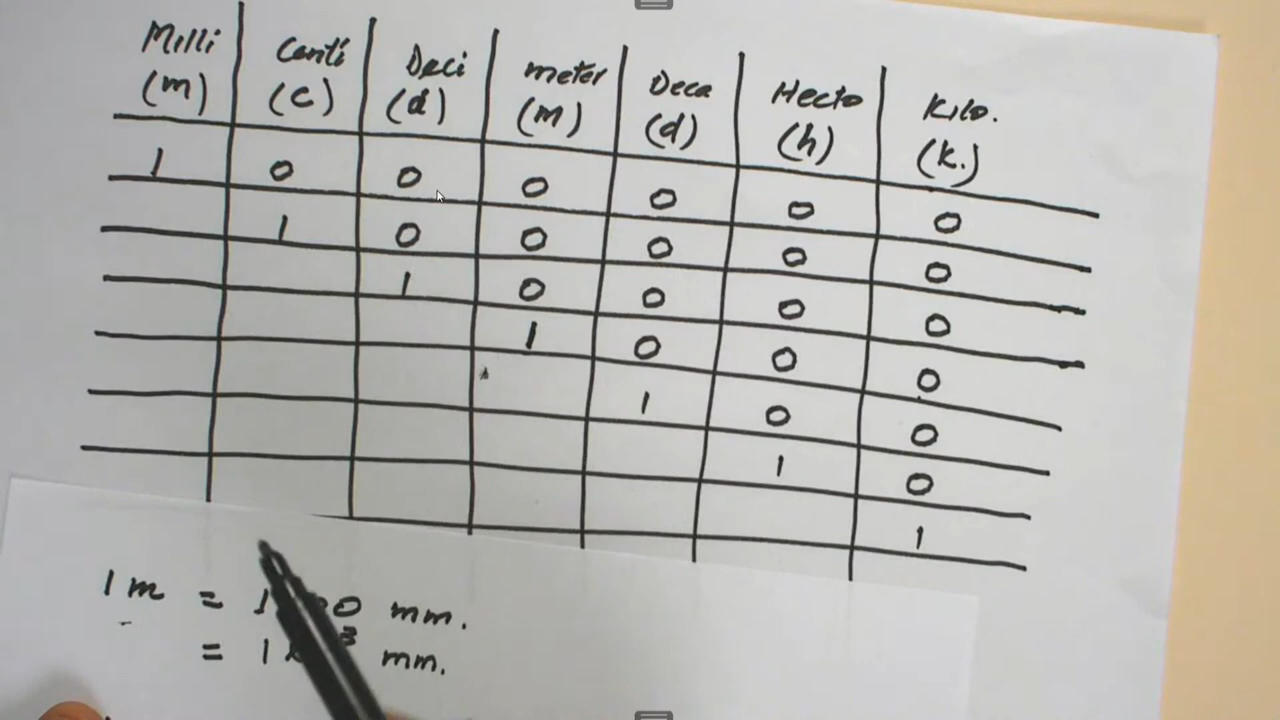 Milli Centi Deci meter Deca Hecto Kilo.
(m) (c) (d) (m) (d) (h) (k.)
1 0 0 0 0 0 0
1 0 0 0 0 0
1 0 0 0 0
1 0 0 0
1 0 0
1 0
1
1 m = mm.
= mm.